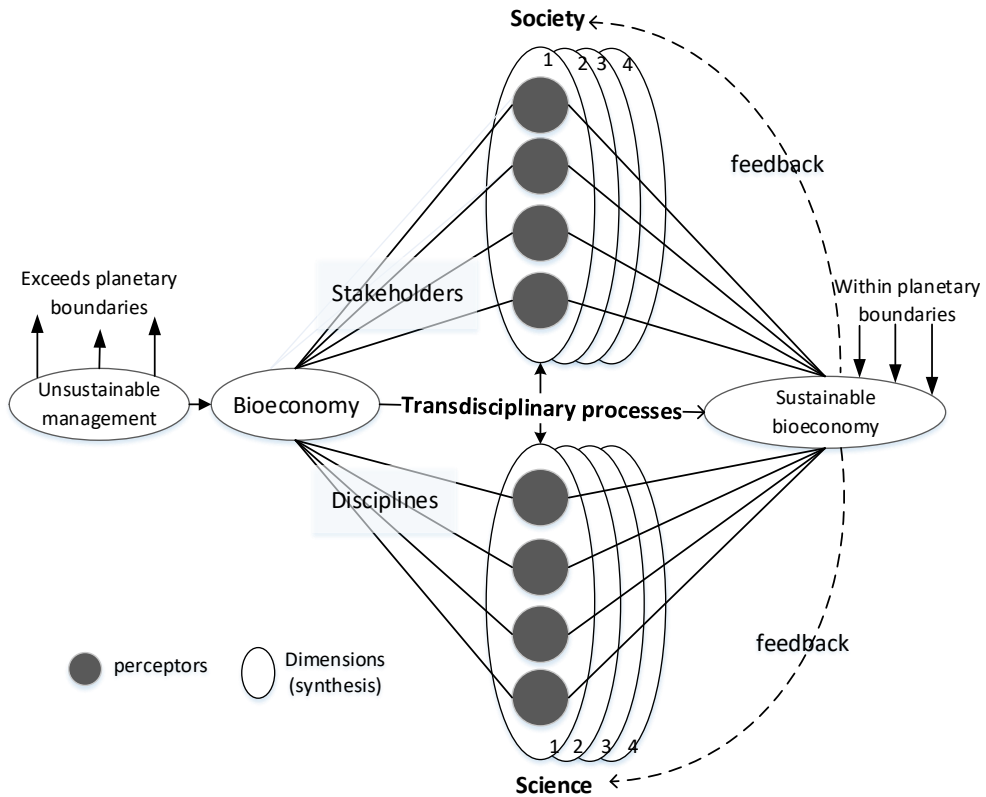 Society
1 2 3 4
feedback
Exceeds planetary
boundaries
Stakeholders
Within planetary
boundaries
Unsustainable
management
Bioeconomy
Transdisciplinary processes
Sustainable
bioeconomy
Disciplines
feedback
perceptors
Dimensions
(synthesis)
1 2 3 4
Science